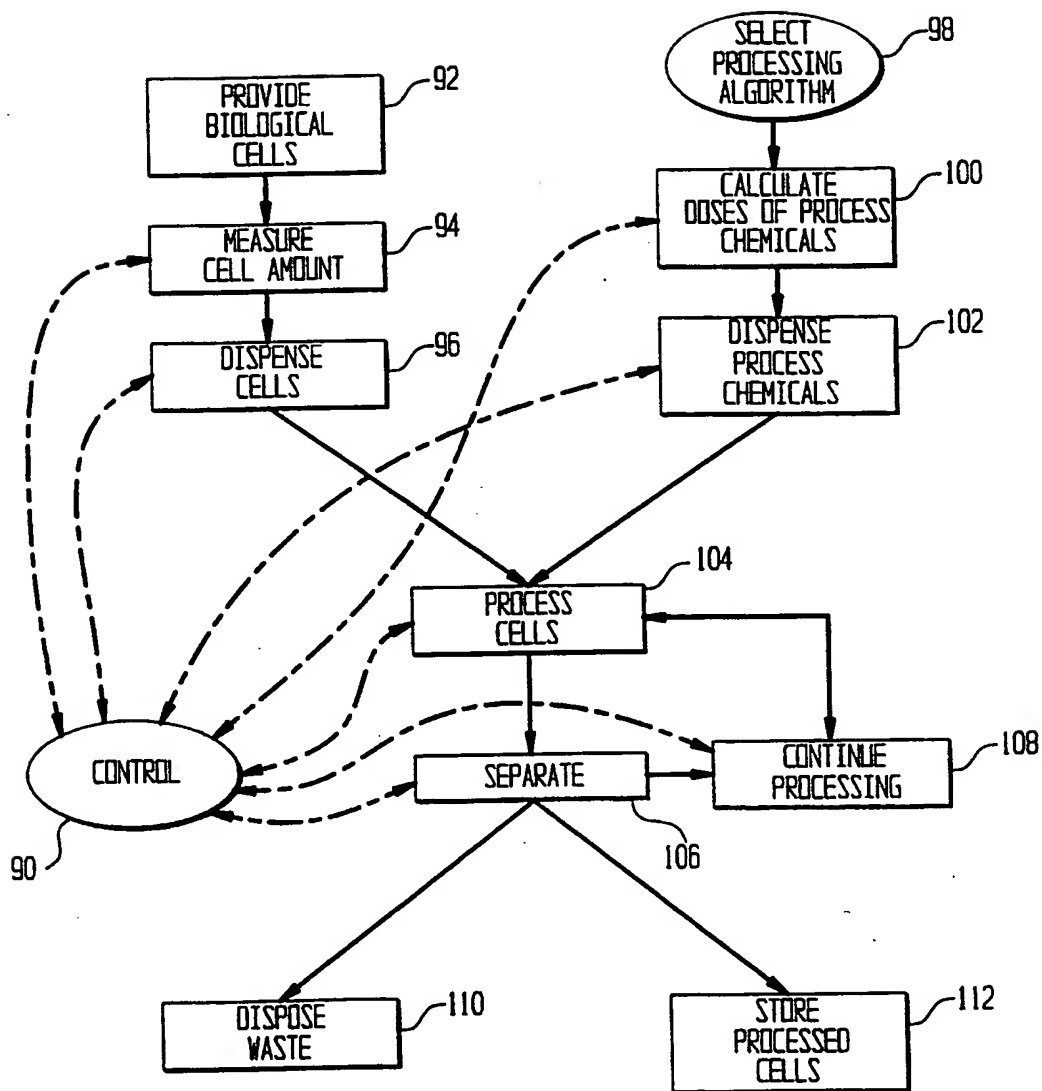 SELECT
PROCESSING
ALGORITHM
98
PROVIDE
BIOLOGICAL
CELLS
92
CALCULATE
DOSES OF PROCESS
CHEMICALS
100
MEASURE
CELL AMOUNT
94
DISPENSE
CELLS
96
DISPENSE
PROCESS
CHEMICALS
102
PROCESS
CELLS
104
CONTROL
90
SEPARATE
106
CONTINUE
PROCESSING
108
DISPOSE
WASTE
110
STORE
PROCESSED
CELLS
112